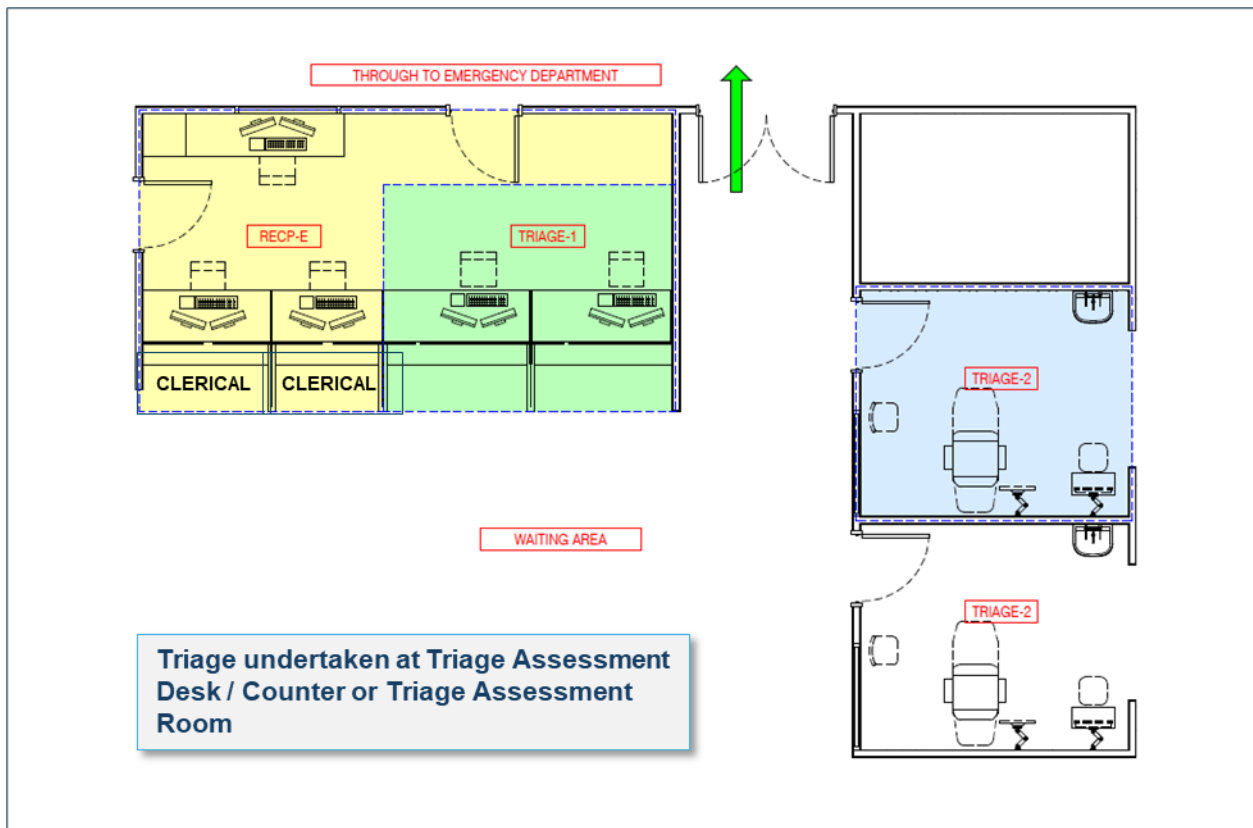 THROUGH TO EMERGENCY DEPARTMENT
RECP-E
TRIAGE-1
CLERICAL
CLERICAL
TRIAGE-2
WAITING AREA
TRIAGE-2
Triage undertaken at Triage Assessment
Desk / Counter or Triage Assessment
Room